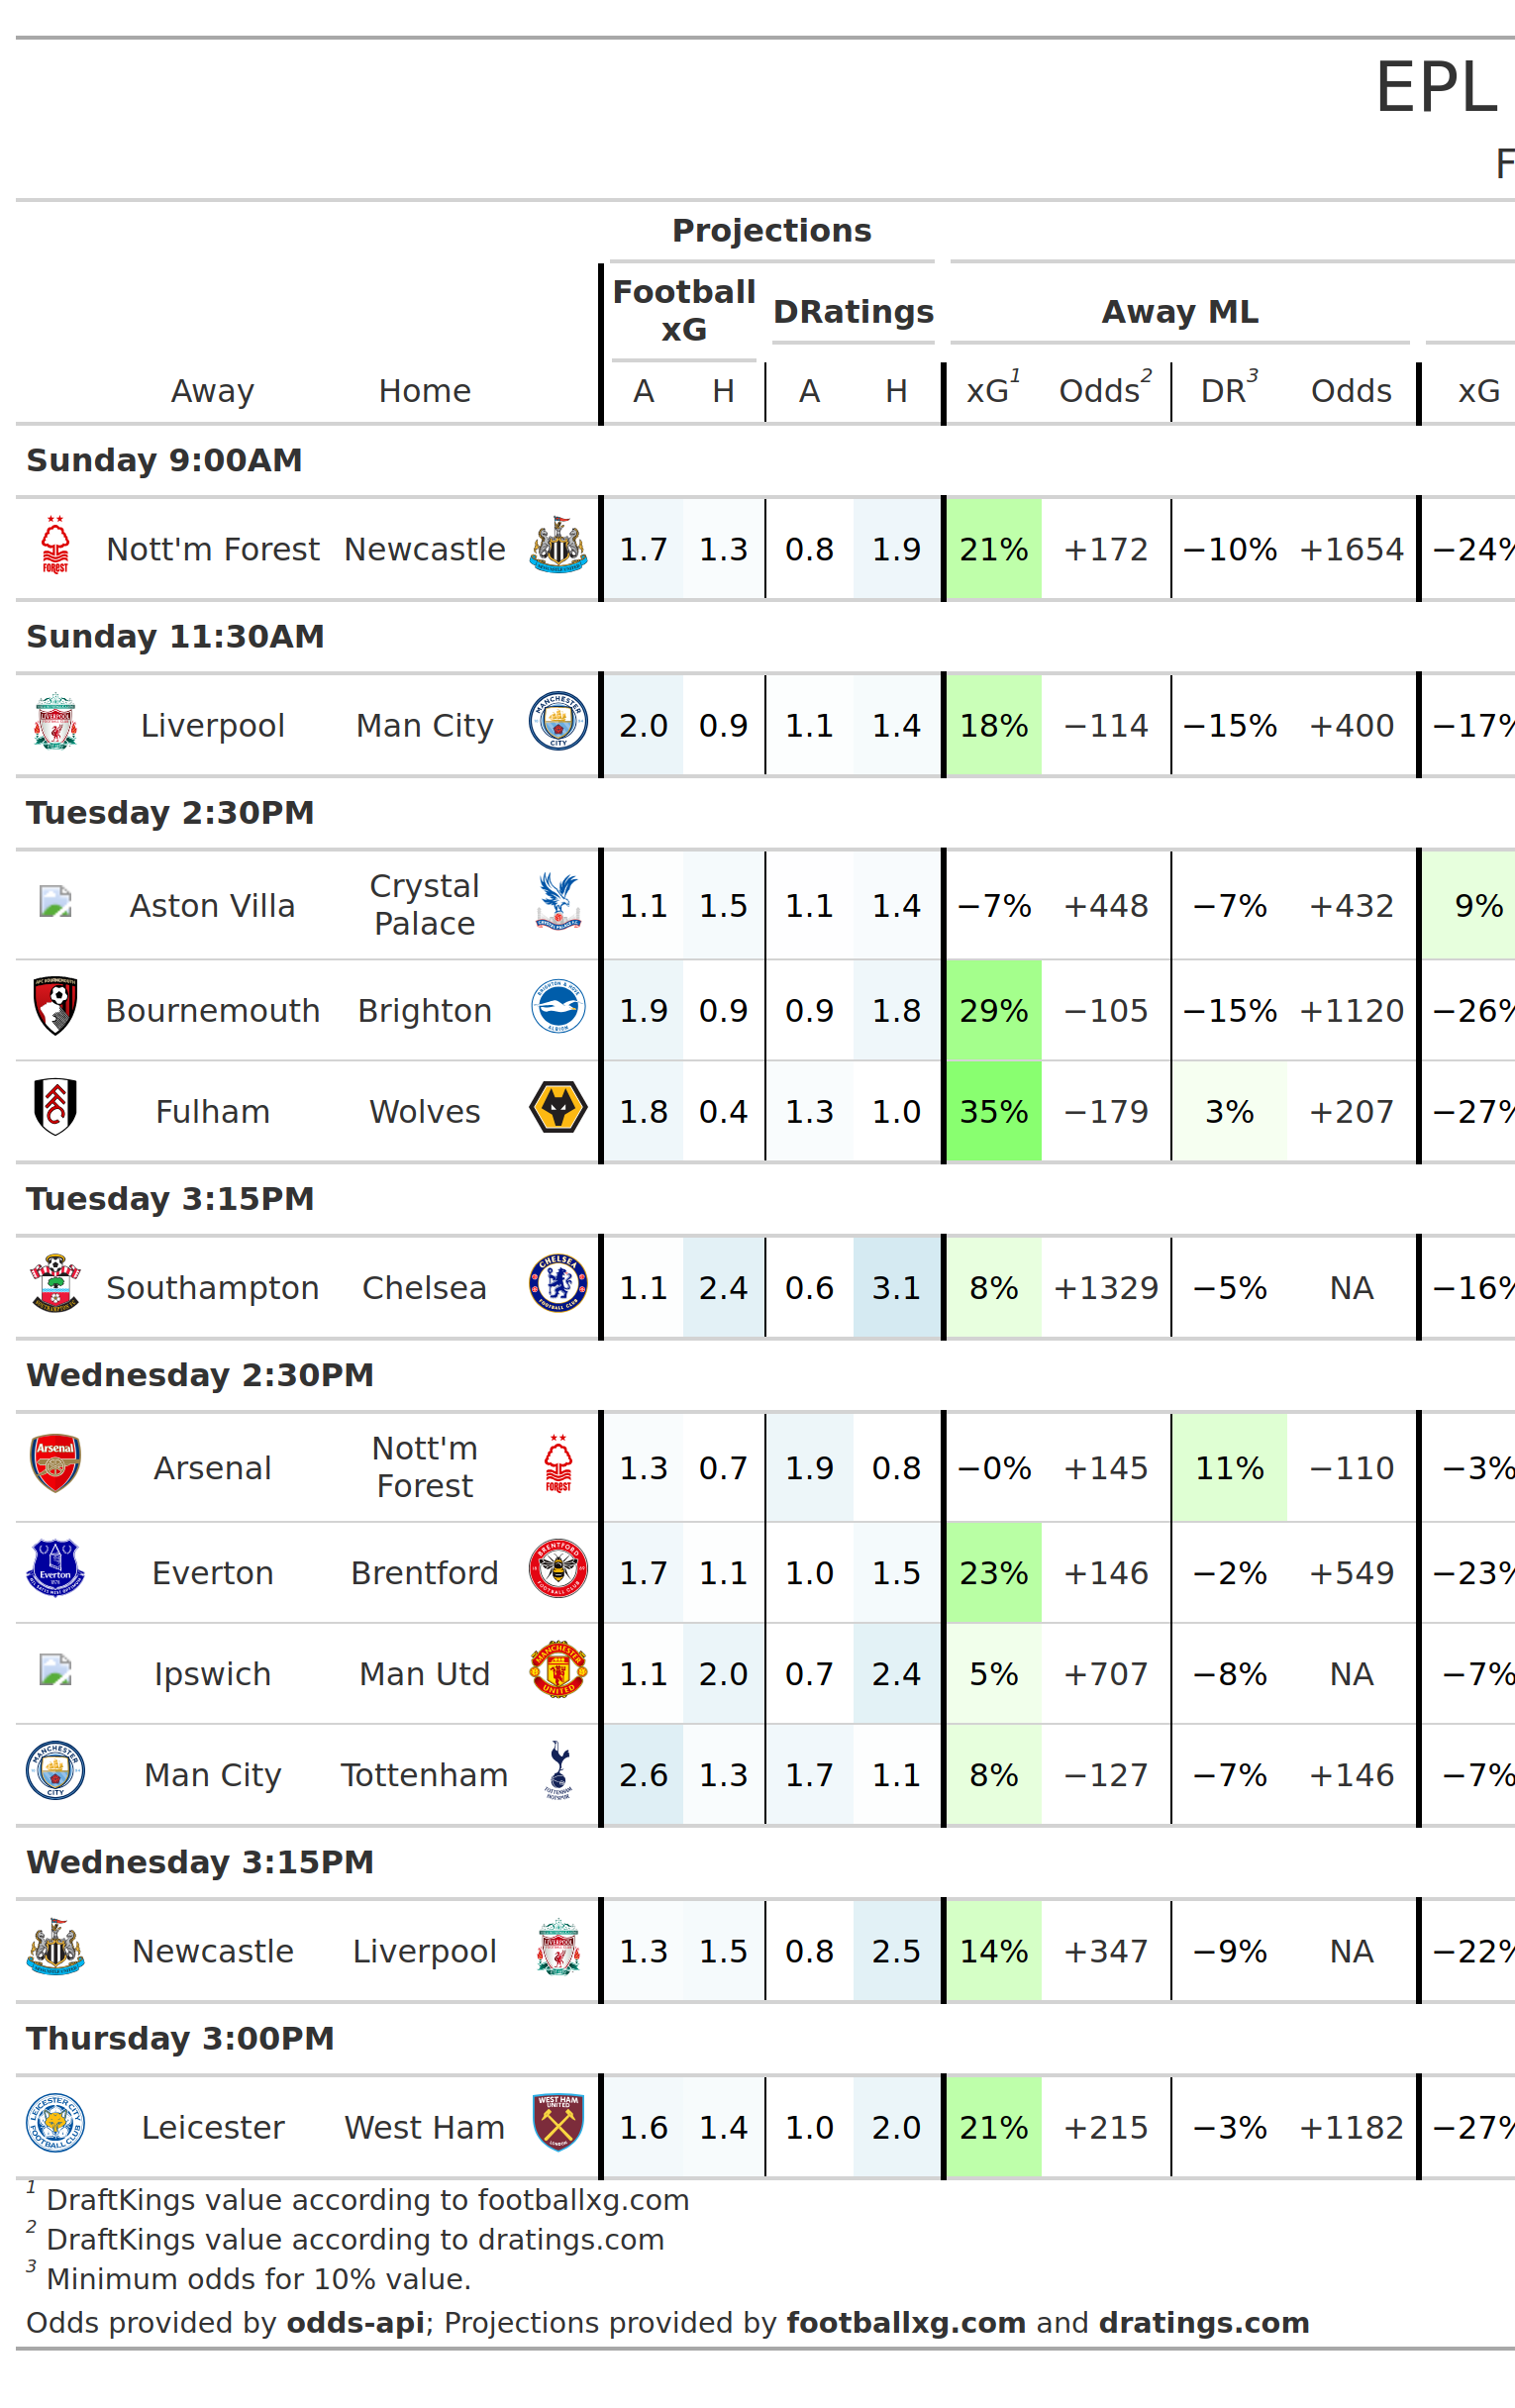 EPL
F
Projections
Football xG DRatings Away ML
Away Home A H A H xG1 Odds2 DR3 Odds xG
Sunday 9:00AM
Nott'm Forest Newcastle 1.7 1.3 0.8 1.9 21% +172 −10% +1654 −24%
Sunday 11:30AM
Liverpool Man City 2.0 0.9 1.1 1.4 18% −114 −15% +400 −17%
Tuesday 2:30PM
Aston Villa Crystal Palace 1.1 1.5 1.1 1.4 −7% +448 −7% +432 9%
Bournemouth Brighton 1.9 0.9 0.9 1.8 29% −105 −15% +1120 −26%
Fulham Wolves 1.8 0.4 1.3 1.0 35% −179 3% +207 −27%
Tuesday 3:15PM
Southampton Chelsea 1.1 2.4 0.6 3.1 8% +1329 −5% NA −16%
Wednesday 2:30PM
Arsenal Nott'm Forest 1.3 0.7 1.9 0.8 −0% +145 11% −110 −3%
Everton Brentford 1.7 1.1 1.0 1.5 23% +146 −2% +549 −23%
Ipswich Man Utd 1.1 2.0 0.7 2.4 5% +707 −8% NA −7%
Man City Tottenham 2.6 1.3 1.7 1.1 8% −127 −7% +146 −7%
Wednesday 3:15PM
Newcastle Liverpool 1.3 1.5 0.8 2.5 14% +347 −9% NA −22%
Thursday 3:00PM
Leicester West Ham 1.6 1.4 1.0 2.0 21% +215 −3% +1182 −27%
1 DraftKings value according to footballxg.com
2 DraftKings value according to dratings.com
3 Minimum odds for 10% value.
Odds provided by odds-api; Projections provided by footballxg.com and dratings.com